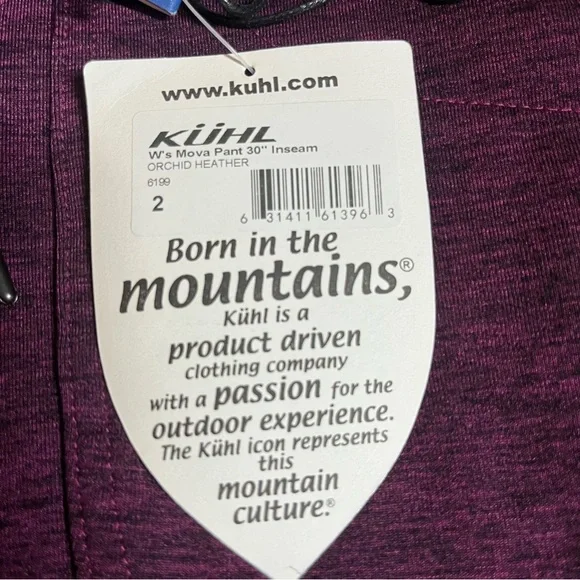 www.kuhl.com
KÜHL
W's Mova Pant 30" Inseam
ORCHID HEATHER
6199
2
6 31411 61396 3
Born in the
mountains,®
Kühl is a
product driven
clothing company
with a passion for the
outdoor experience.
The Kühl icon represents
this
mountain
culture.®